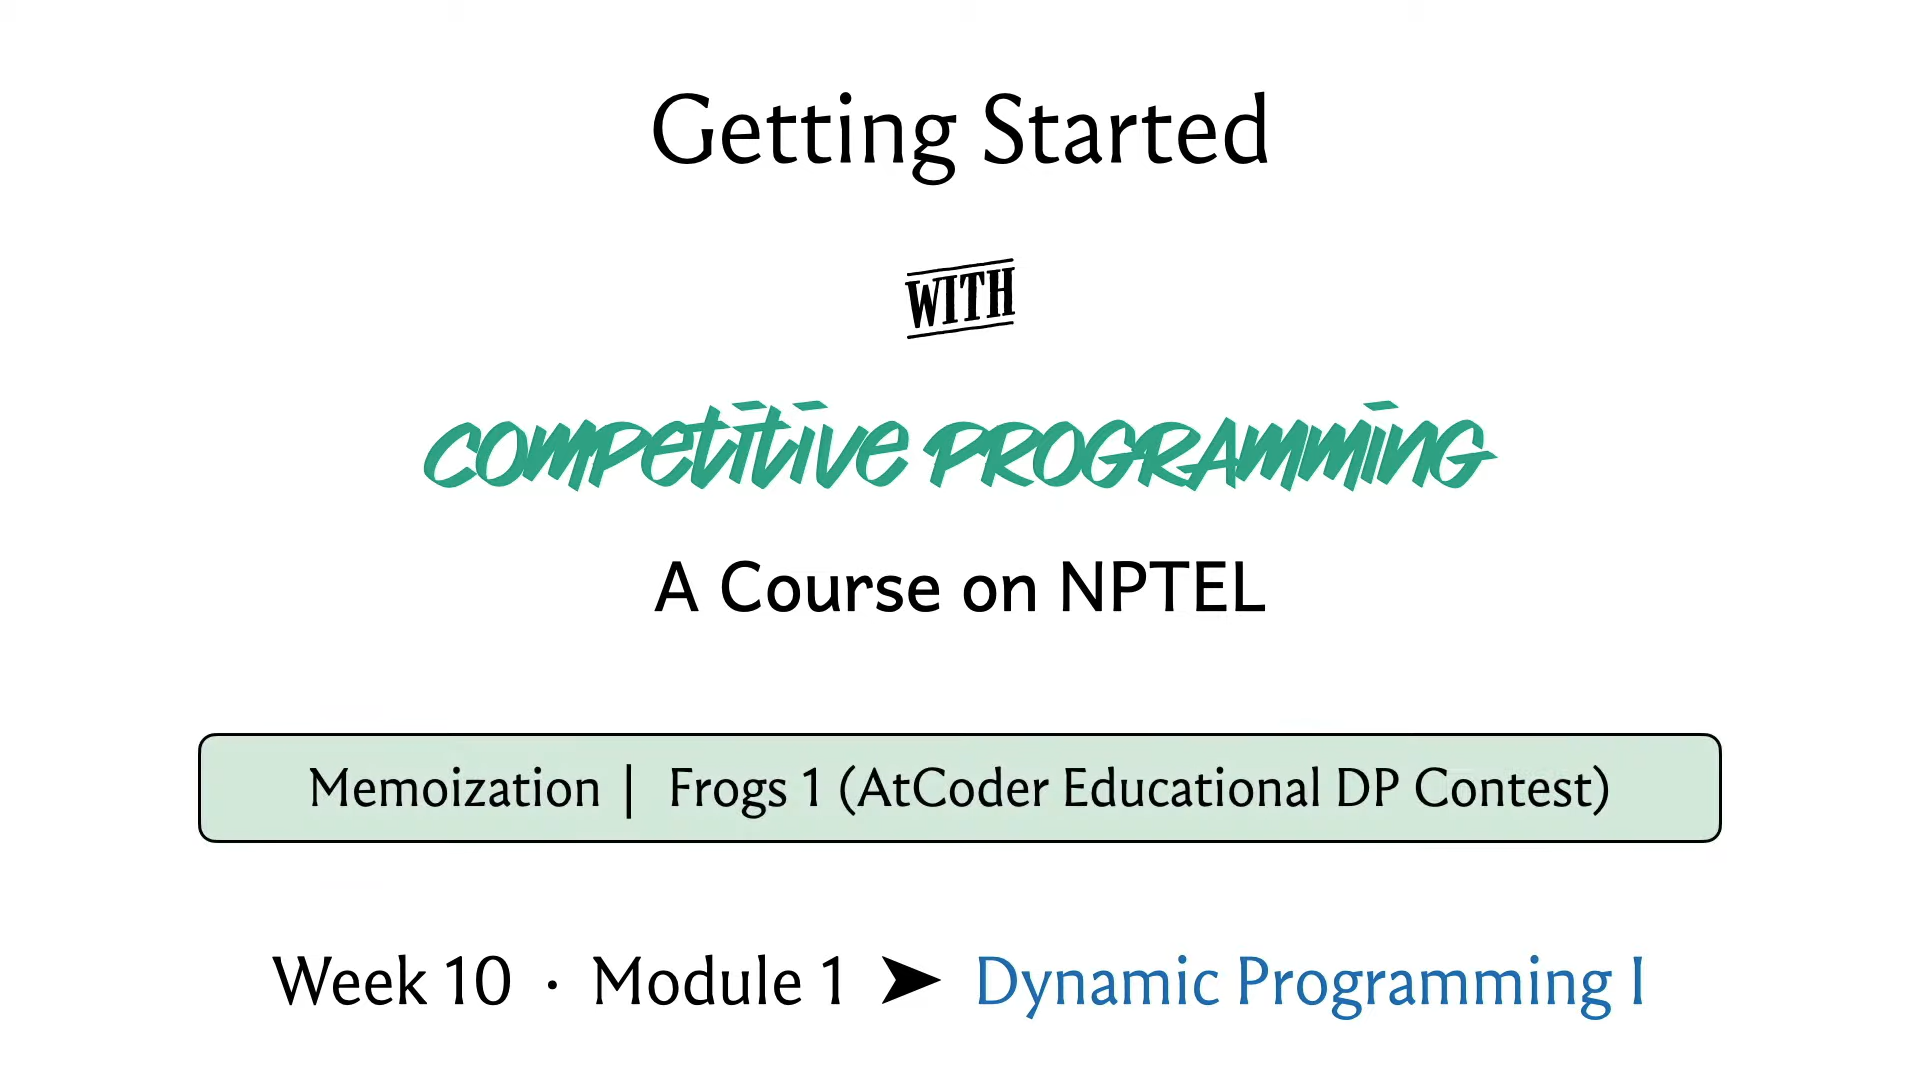 Getting Started
WITH
COMPETITIVE PROGRAMMING
A Course on NPTEL
Memoization | Frogs 1 (AtCoder Educational DP Contest)
Week 10 · Module 1 ➤ Dynamic Programming I